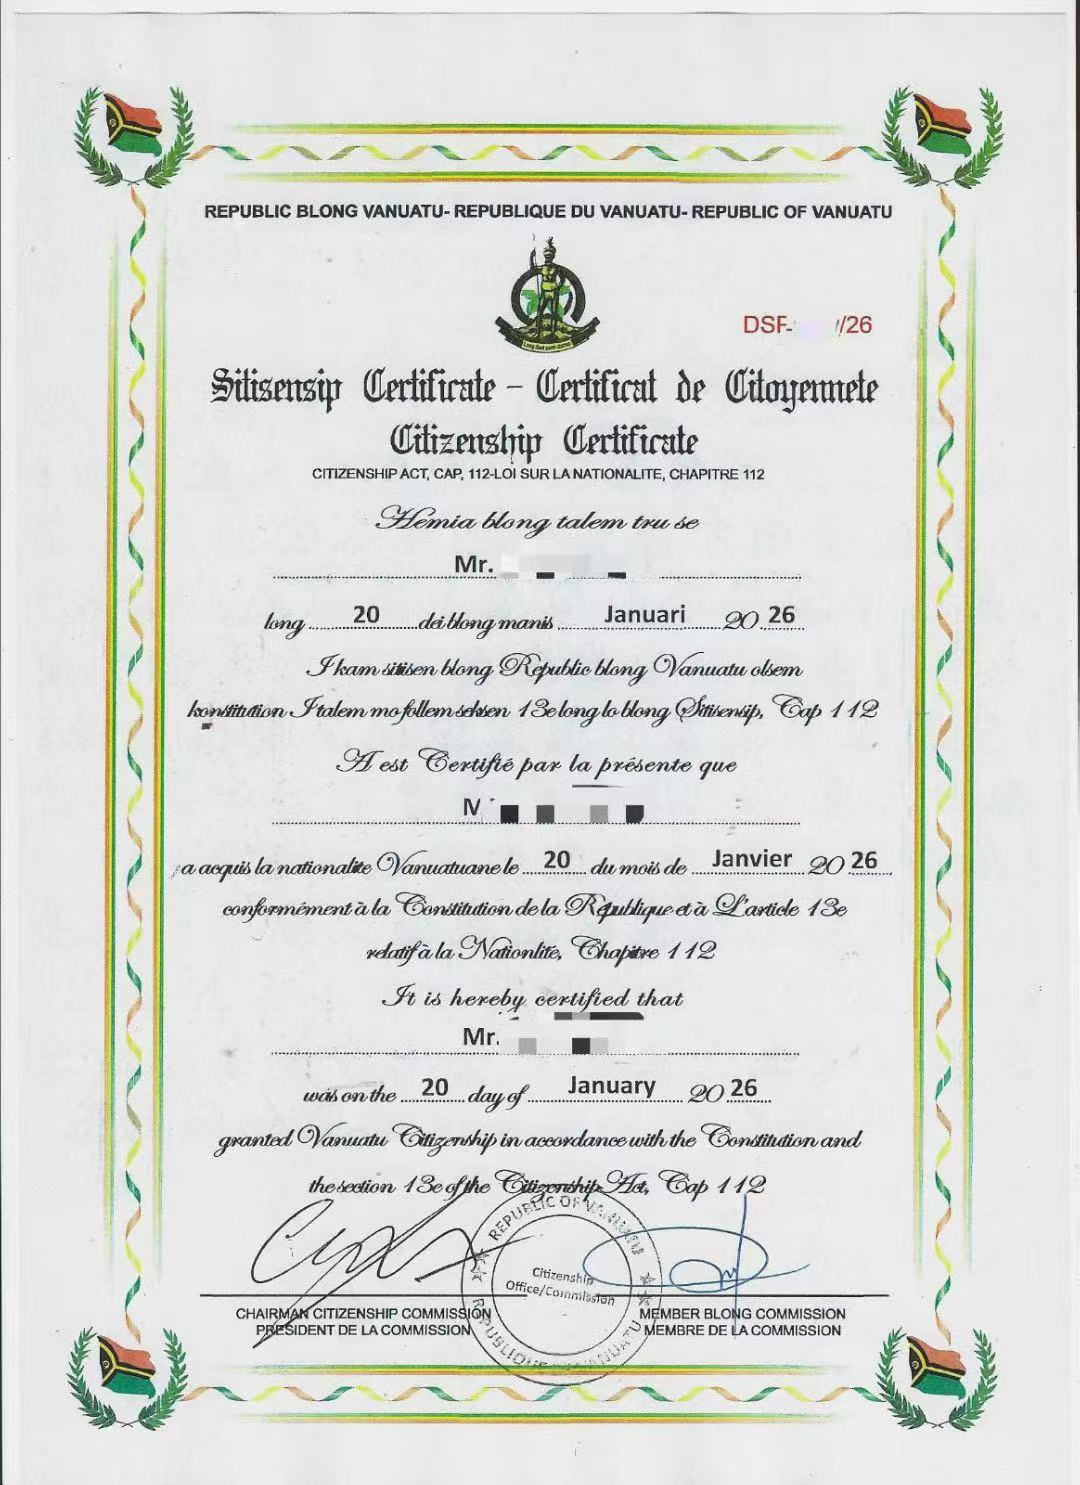 REPUBLIC BLONG VANUATU- REPUBLIQUE DU VANUATU- REPUBLIC OF VANUATU
DSF- /26
Sitisensip Certificate – Certificat de Citoyennete
Citizenship Certificate
CITIZENSHIP ACT, CAP, 112-LOI SUR LA NATIONALITE, CHAPITRE 112
Hemia blong talem tru se
Mr.
long 20 dei blong manis Januari 20 26
I kam sitisen blong Republic blong Vanuatu olsem
konstitution I talem mo follem seksen 13e long lo blong Sitisensip, Cap 112
A est Certifié par la présente que
a acquis la nationalite Vanuatuane le 20 du mois de Janvier 20 26
conformément à la Constitution de la République et à L'article 13e
relatif à la Nationlité, Chapitre 112
It is hereby certified that
Mr.
was on the 20 day of January 20 26
granted Vanuatu Citizenship in accordance with the Constitution and
the section 13e of the Citizenship Act, Cap 112
REPUBLIC OF VANUATU
Citizenship
Office/Commission
CHAIRMAN CITIZENSHIP COMMISSION
PRESIDENT DE LA COMMISSION
MEMBER BLONG COMMISSION
MEMBRE DE LA COMMISSION